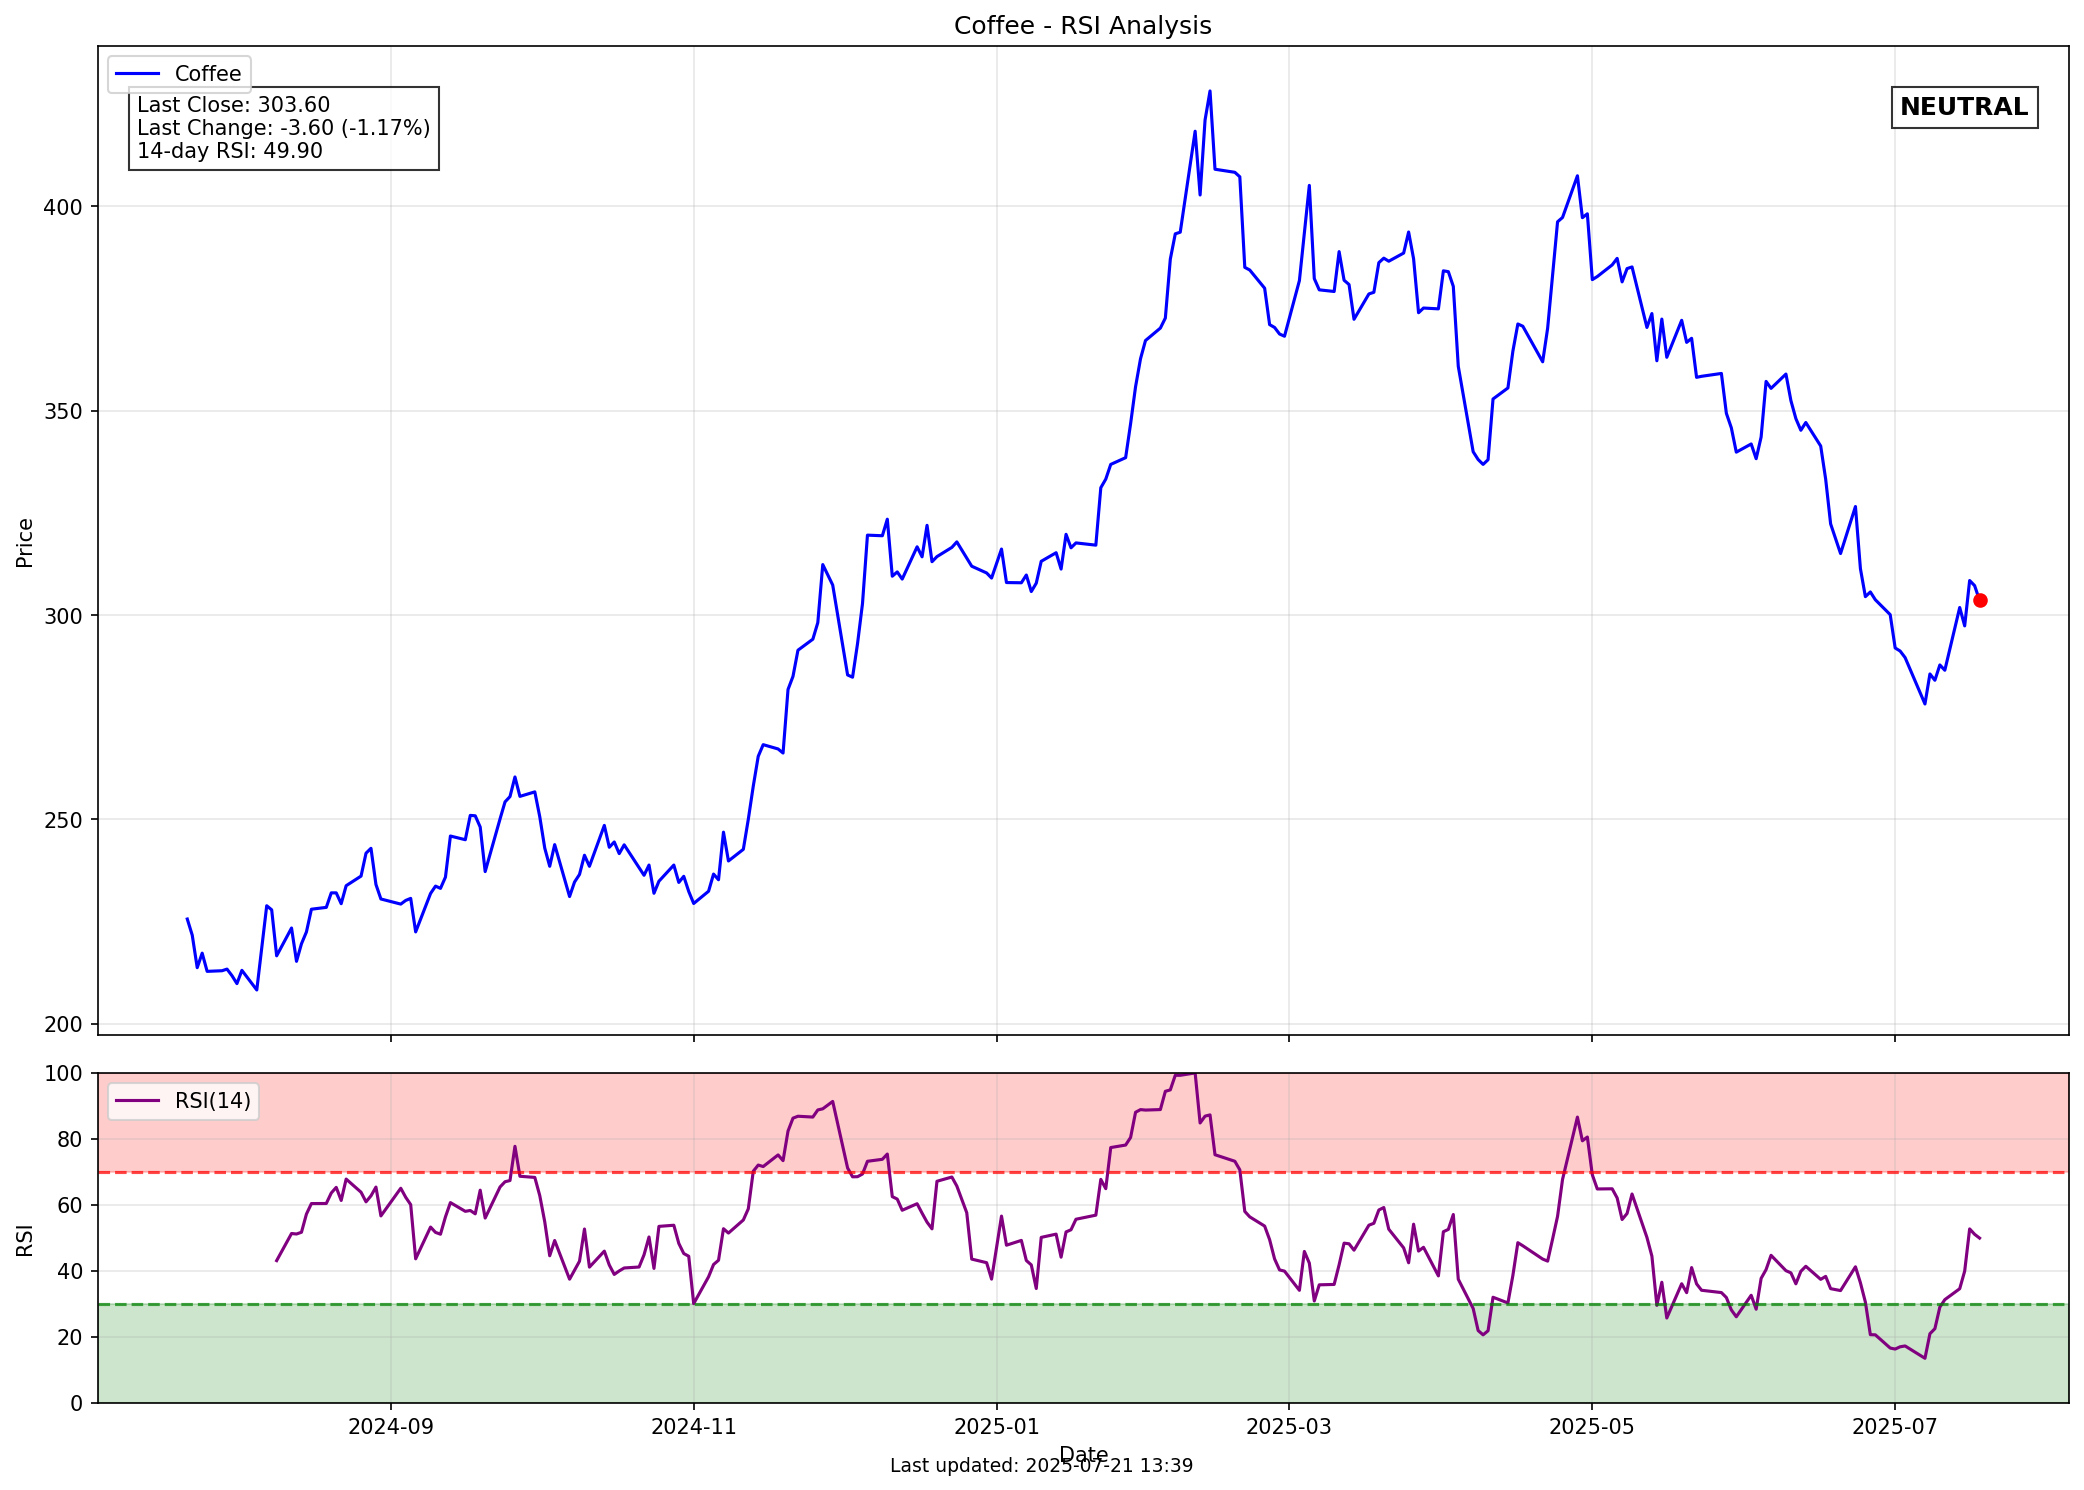 Coffee - RSI Analysis
Coffee
Last Close: 303.60
Last Change: -3.60 (-1.17%)
14-day RSI: 49.90
NEUTRAL
Price
400
350
300
250
200
RSI(14)
RSI
100
80
60
40
20
0
2024-09
2024-11
2025-01
2025-03
2025-05
2025-07
Date
Last updated: 2025-07-21 13:39